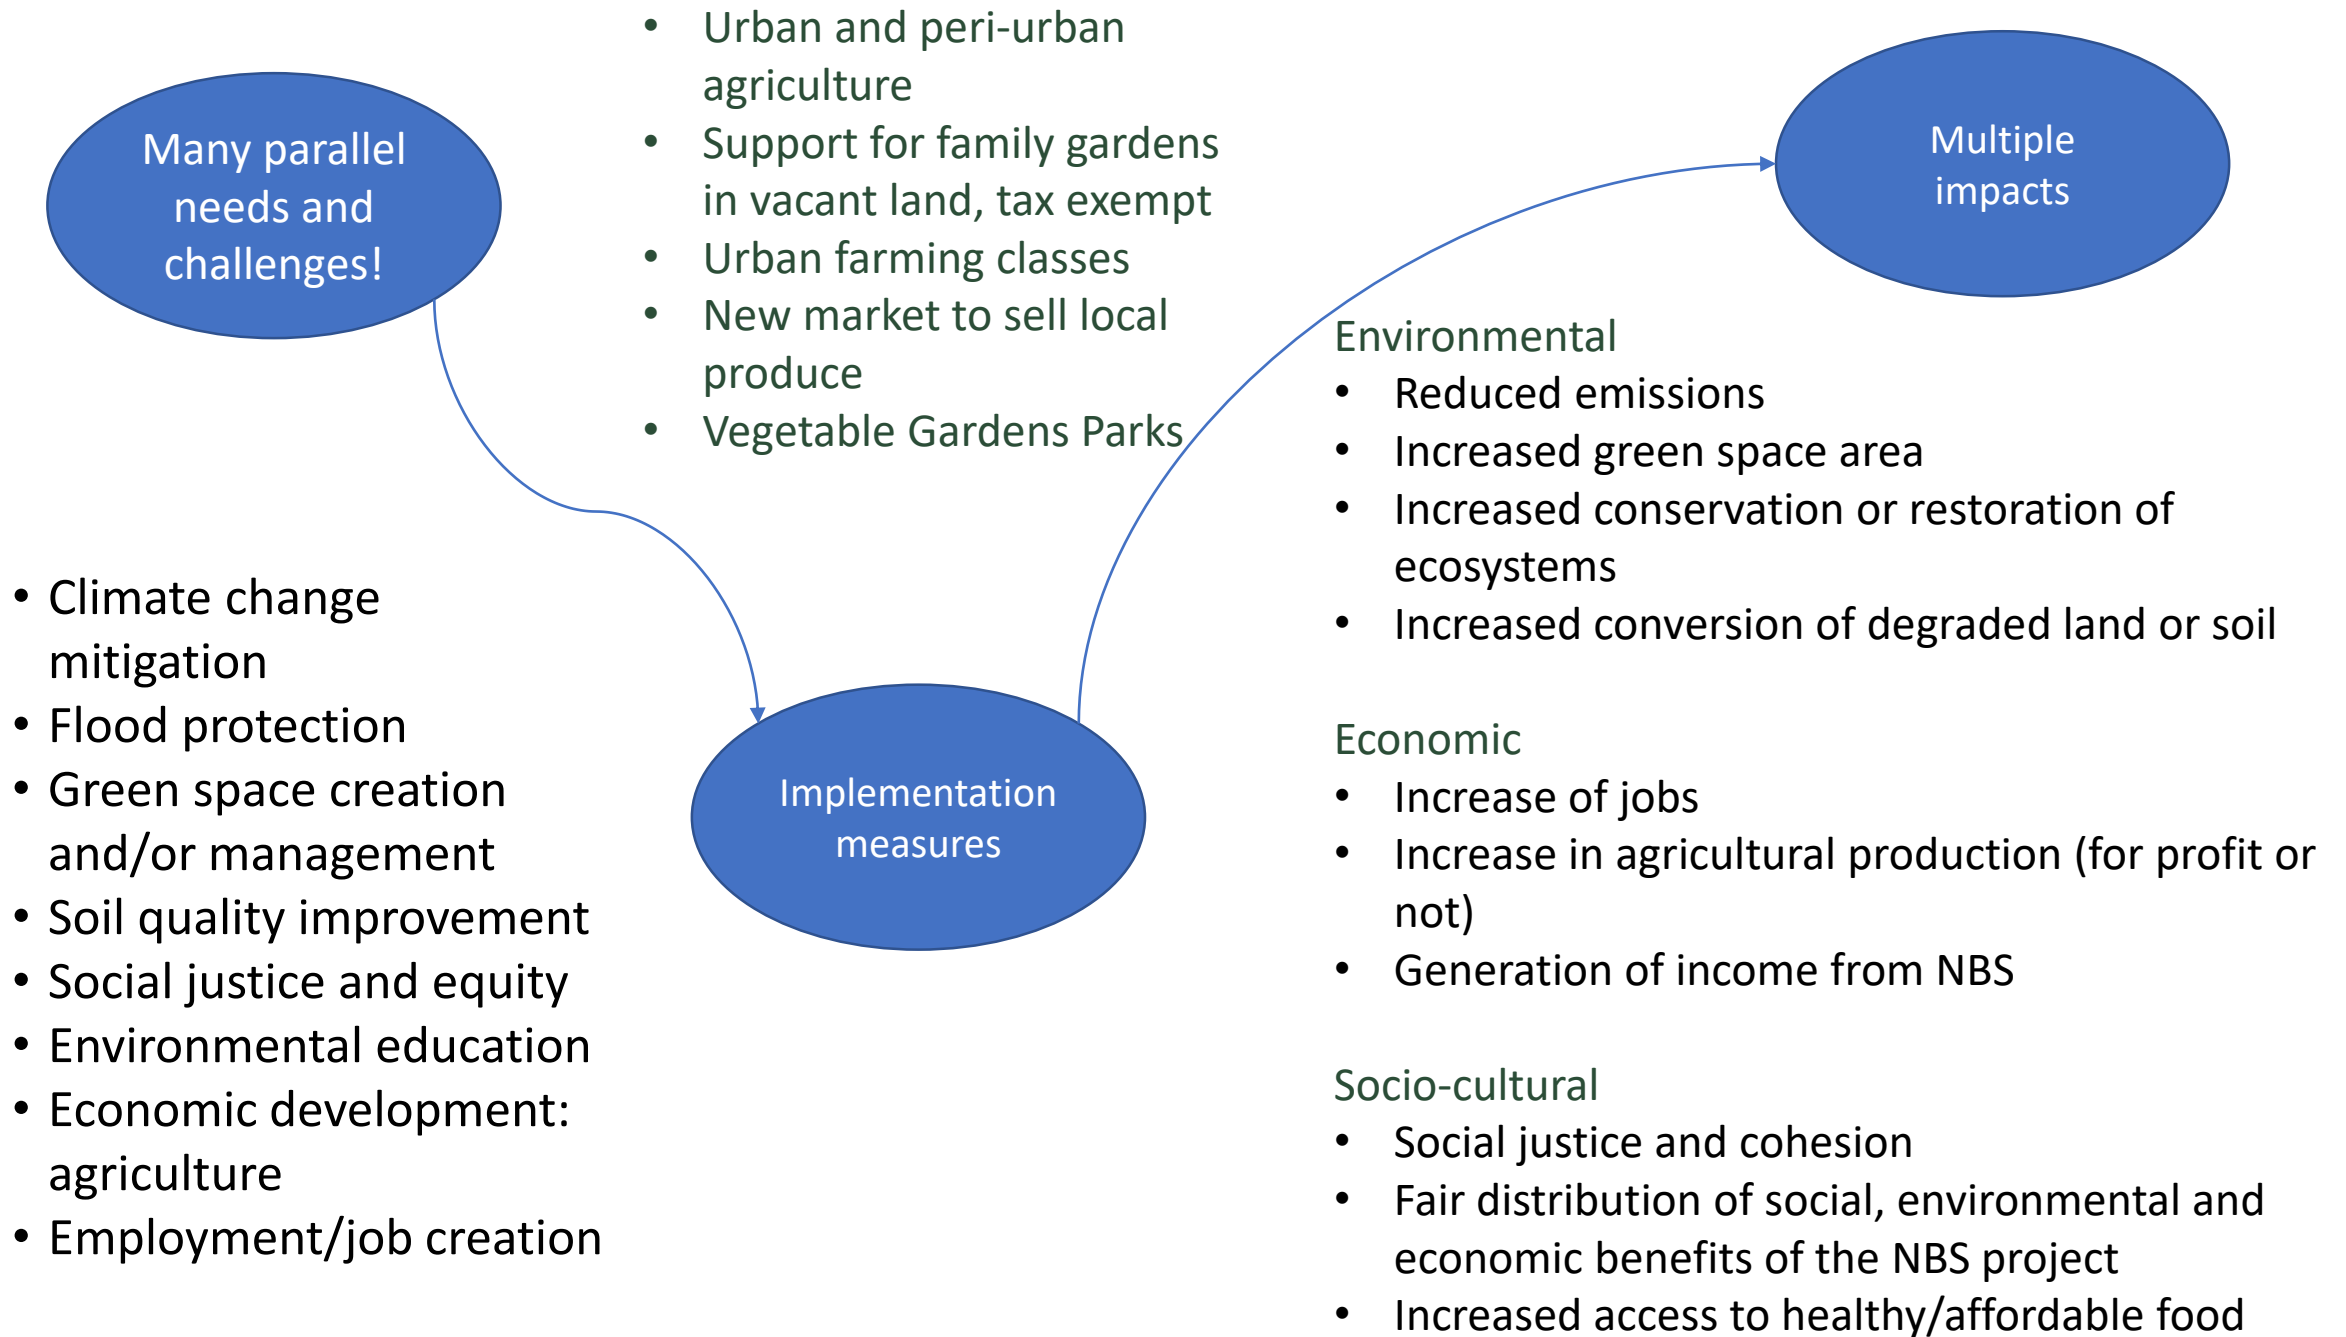 Many parallel
needs and
challenges!
• Climate change
mitigation
• Flood protection
• Green space creation
and/or management
• Soil quality improvement
• Social justice and equity
• Environmental education
• Economic development:
agriculture
• Employment/job creation
• Urban and peri-urban
agriculture
• Support for family gardens
in vacant land, tax exempt
• Urban farming classes
• New market to sell local
produce
• Vegetable Gardens Parks
Implementation
measures
Multiple
impacts
Environmental
• Reduced emissions
• Increased green space area
• Increased conservation or restoration of
ecosystems
• Increased conversion of degraded land or soil
Economic
• Increase of jobs
• Increase in agricultural production (for profit or
not)
• Generation of income from NBS
Socio-cultural
• Social justice and cohesion
• Fair distribution of social, environmental and
economic benefits of the NBS project
• Increased access to healthy/affordable food